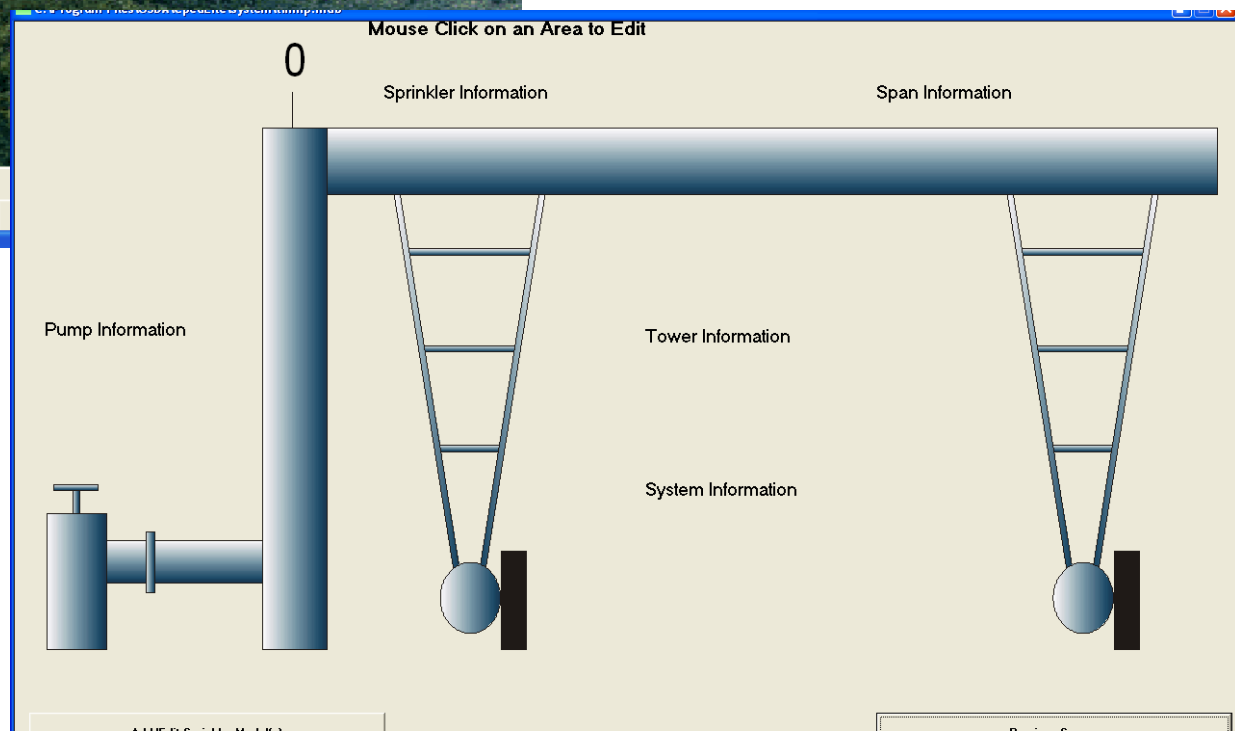 Mouse Click on an Area to Edit
0
Sprinkler Information
Span Information
Pump Information
Tower Information
System Information